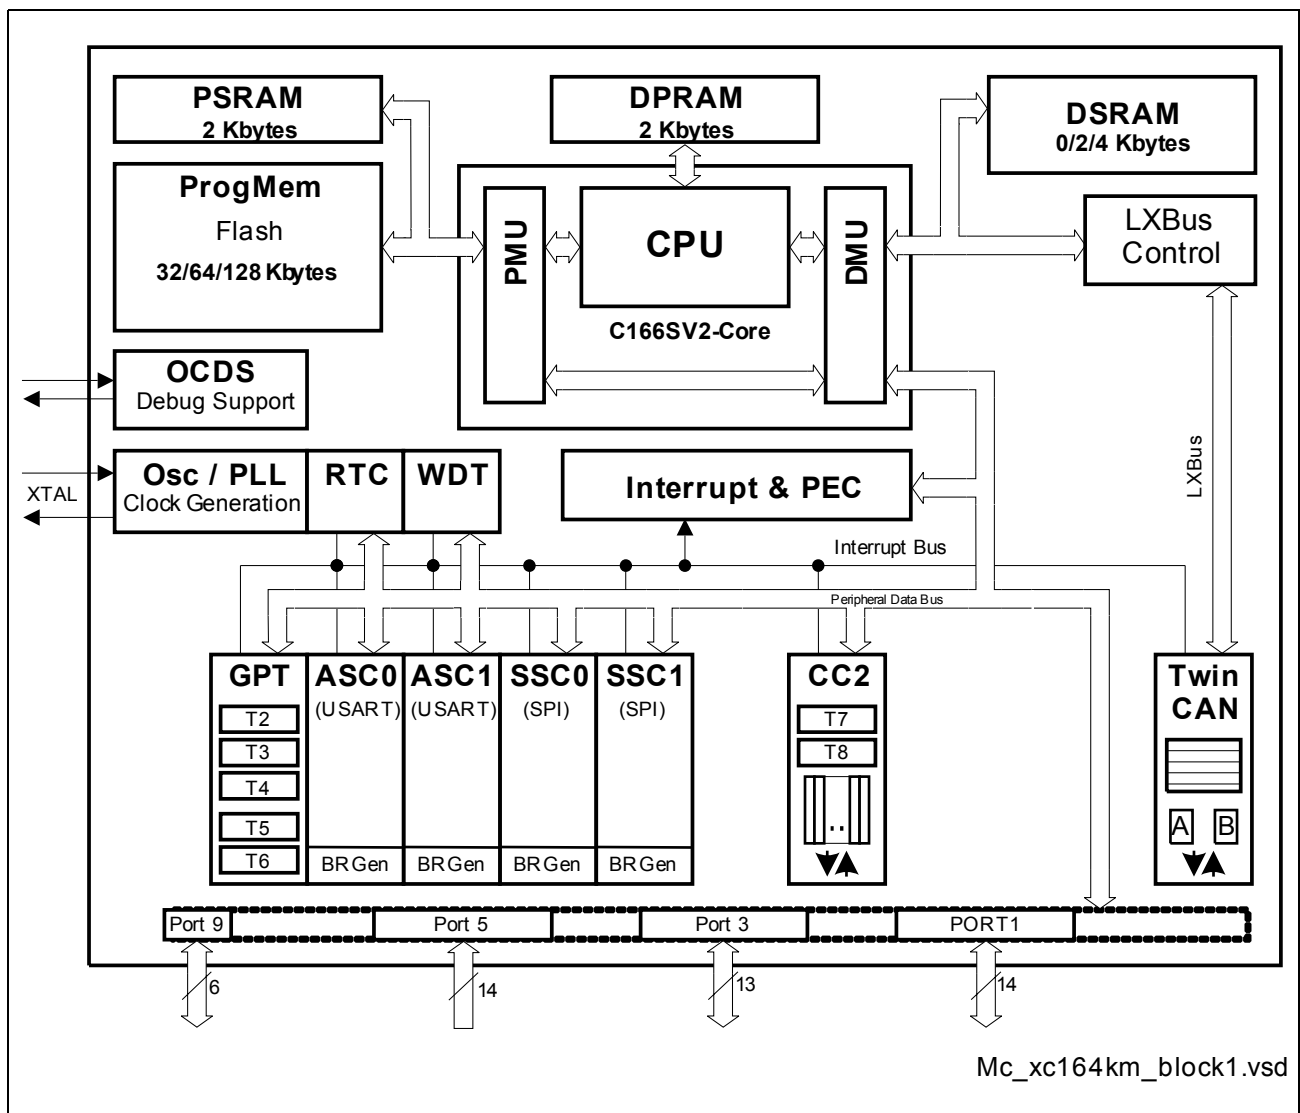 PSRAM
2 Kbytes
DPRAM
2 Kbytes
DSRAM
0/2/4 Kbytes
ProgMem
Flash
32/64/128 Kbytes
PMU
CPU
DMU
C166SV2-Core
LXBus
Control
OCDS
Debug Support
Osc / PLL
Clock Generation
RTC
WDT
XTAL
Interrupt & PEC
LXBus
Interrupt Bus
Peripheral Data Bus
GPT
T2
T3
T4
T5
T6
ASC0
(USART)
BRGen
ASC1
(USART)
BRGen
SSC0
(SPI)
BRGen
SSC1
(SPI)
BRGen
CC2
T7
T8
..
Twin
CAN
A B
Port 9
Port 5
Port 3
PORT1
6
14
13
14
Mc_xc164km_block1.vsd